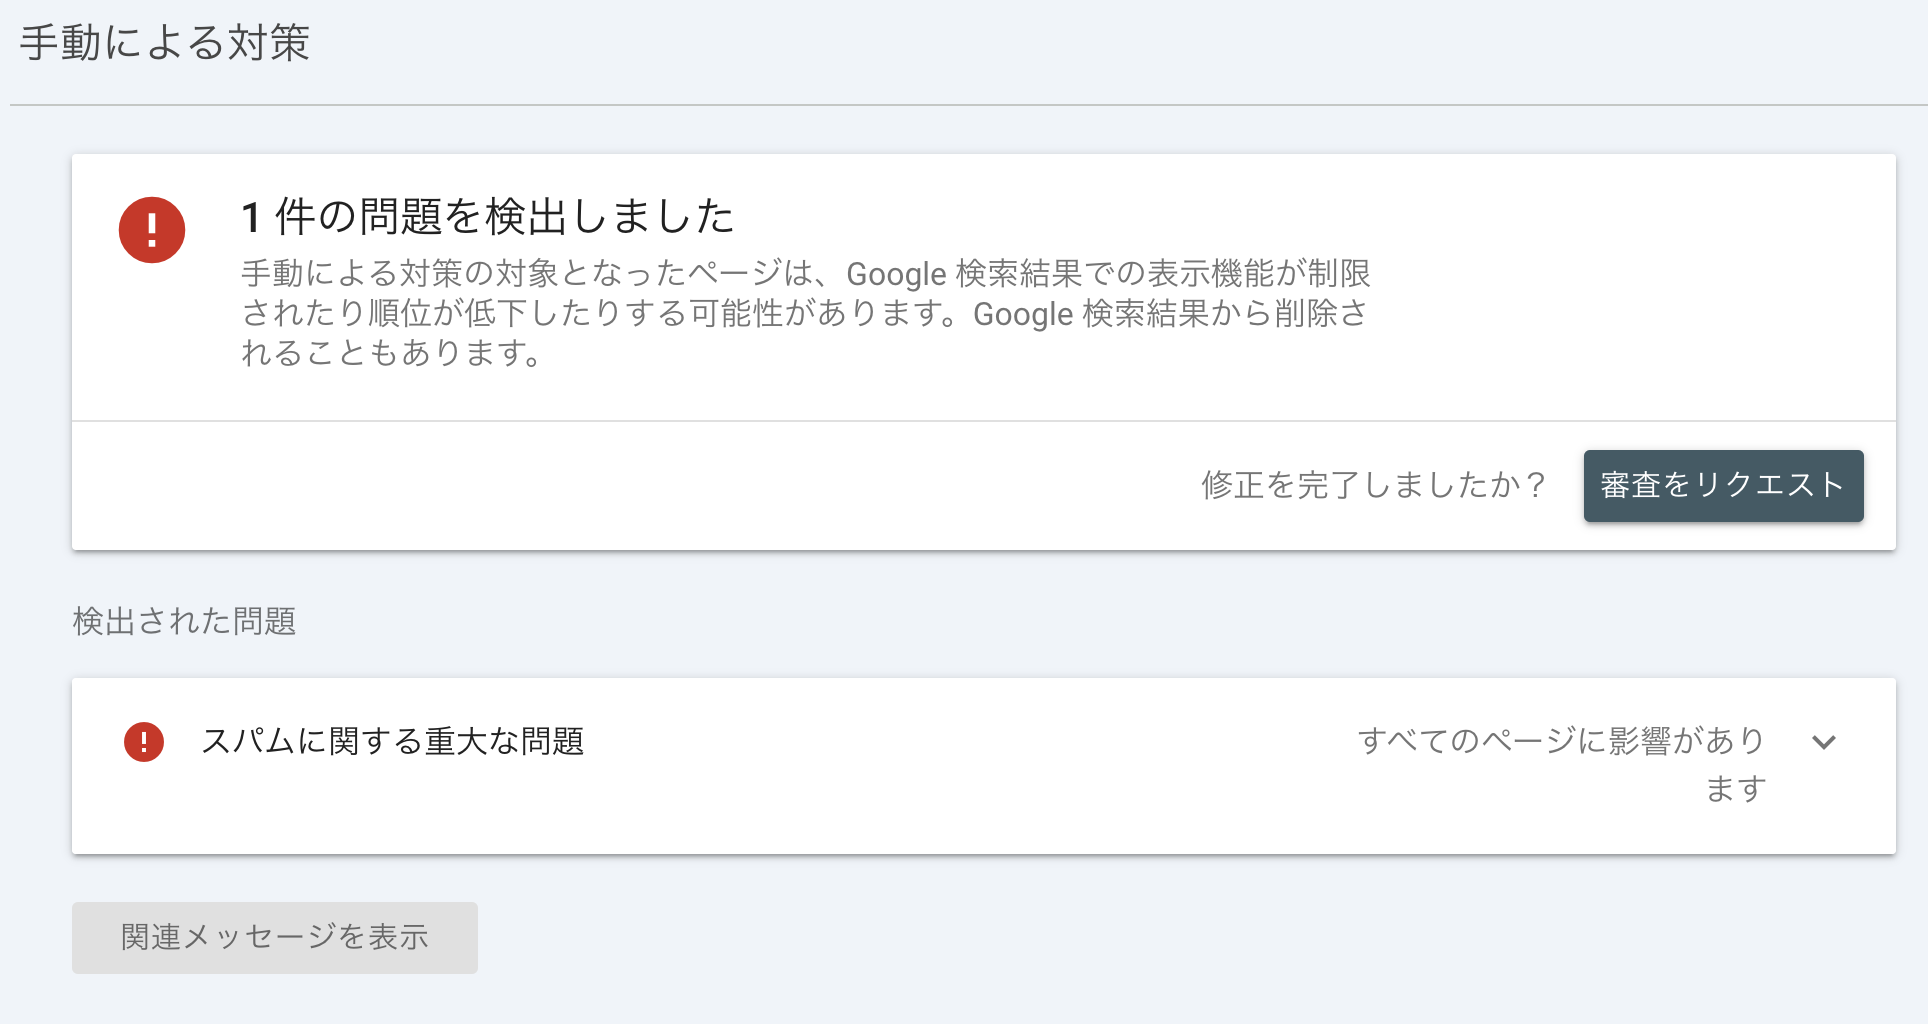 手動による対策
1 件の問題を検出しました
手動による対策の対象となったページは、Google 検索結果での表示機能が制限
されたり順位が低下したりする可能性があります。Google 検索結果から削除さ
れることもあります。
修正を完了しましたか？
審査をリクエスト
検出された問題
スパムに関する重大な問題
すべてのページに影響があり
ます
関連メッセージを表示